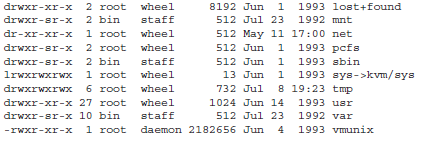 drwxr-xr-x 2 root wheel 8192 Jun 1 1993 lost+found
drwxr-sr-x 2 bin staff 512 Jul 23 1992 mnt
dr-xr-xr-x 1 root wheel 512 May 11 17:00 net
drwxr-sr-x 2 root wheel 512 Jun 1 1993 pcfs
drwxr-sr-x 2 bin staff 512 Jun 1 1993 sbin
lrwxrwxrwx 1 root wheel 13 Jun 1 1993 sys->kvm/sys
drwxrwxrwx 6 root wheel 732 Jul 8 19:23 tmp
drwxr-xr-x 27 root wheel 1024 Jun 14 1993 usr
drwxr-sr-x 10 bin staff 512 Jul 23 1992 var
-rwxr-xr-x 1 root daemon 2182656 Jun 4 1993 vmunix